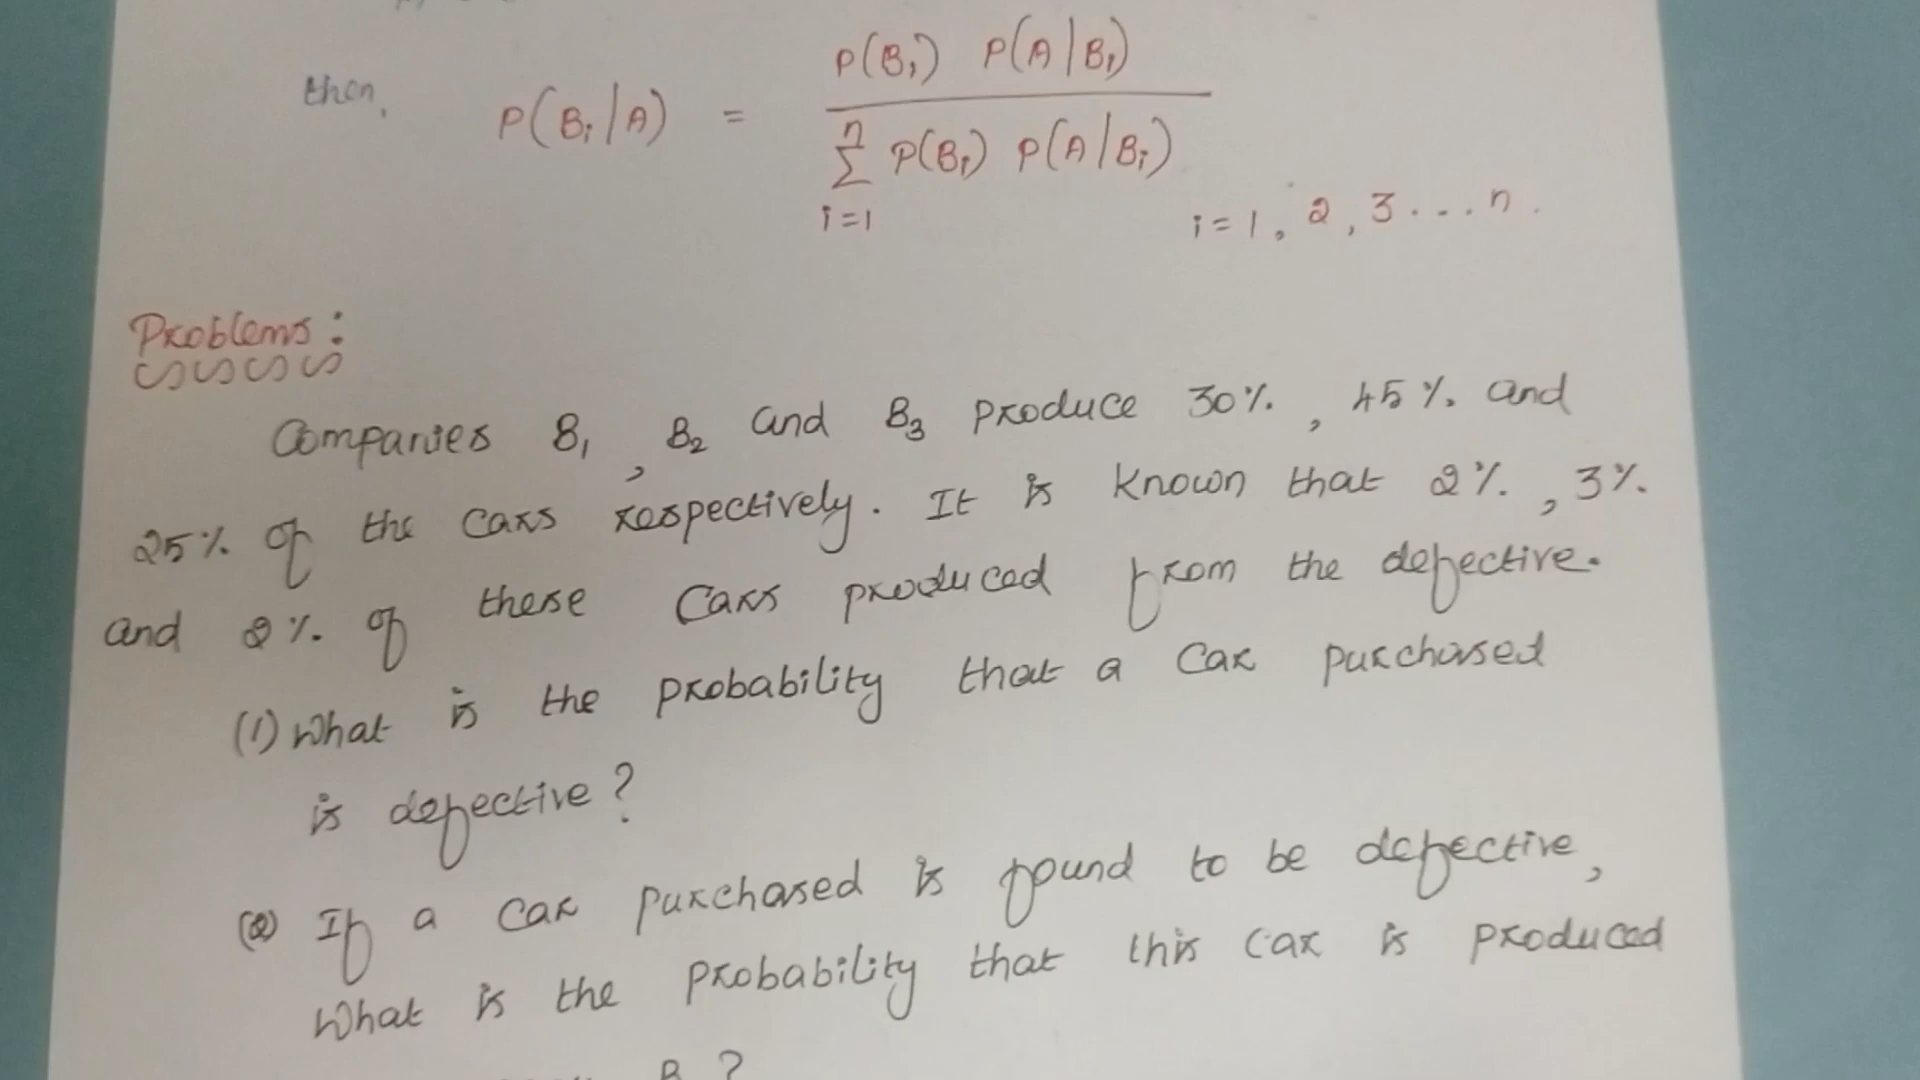 then,
P(Bi/A) = P(Bi) P(A/Bi)
n
Σ P(Bi) P(A/Bi)
i=1
i=1, 2, 3...n.
Problems:
Companies B1, B2 and B3 produce 30%, 45% and
25% of the cars respectively. It is known that 2%, 3%
and 2% of these cars produced from the defective.
(1) What is the probability that a car purchased
is defective?
(2) If a car purchased is found to be defective,
What is the probability that this car is produced
B ?